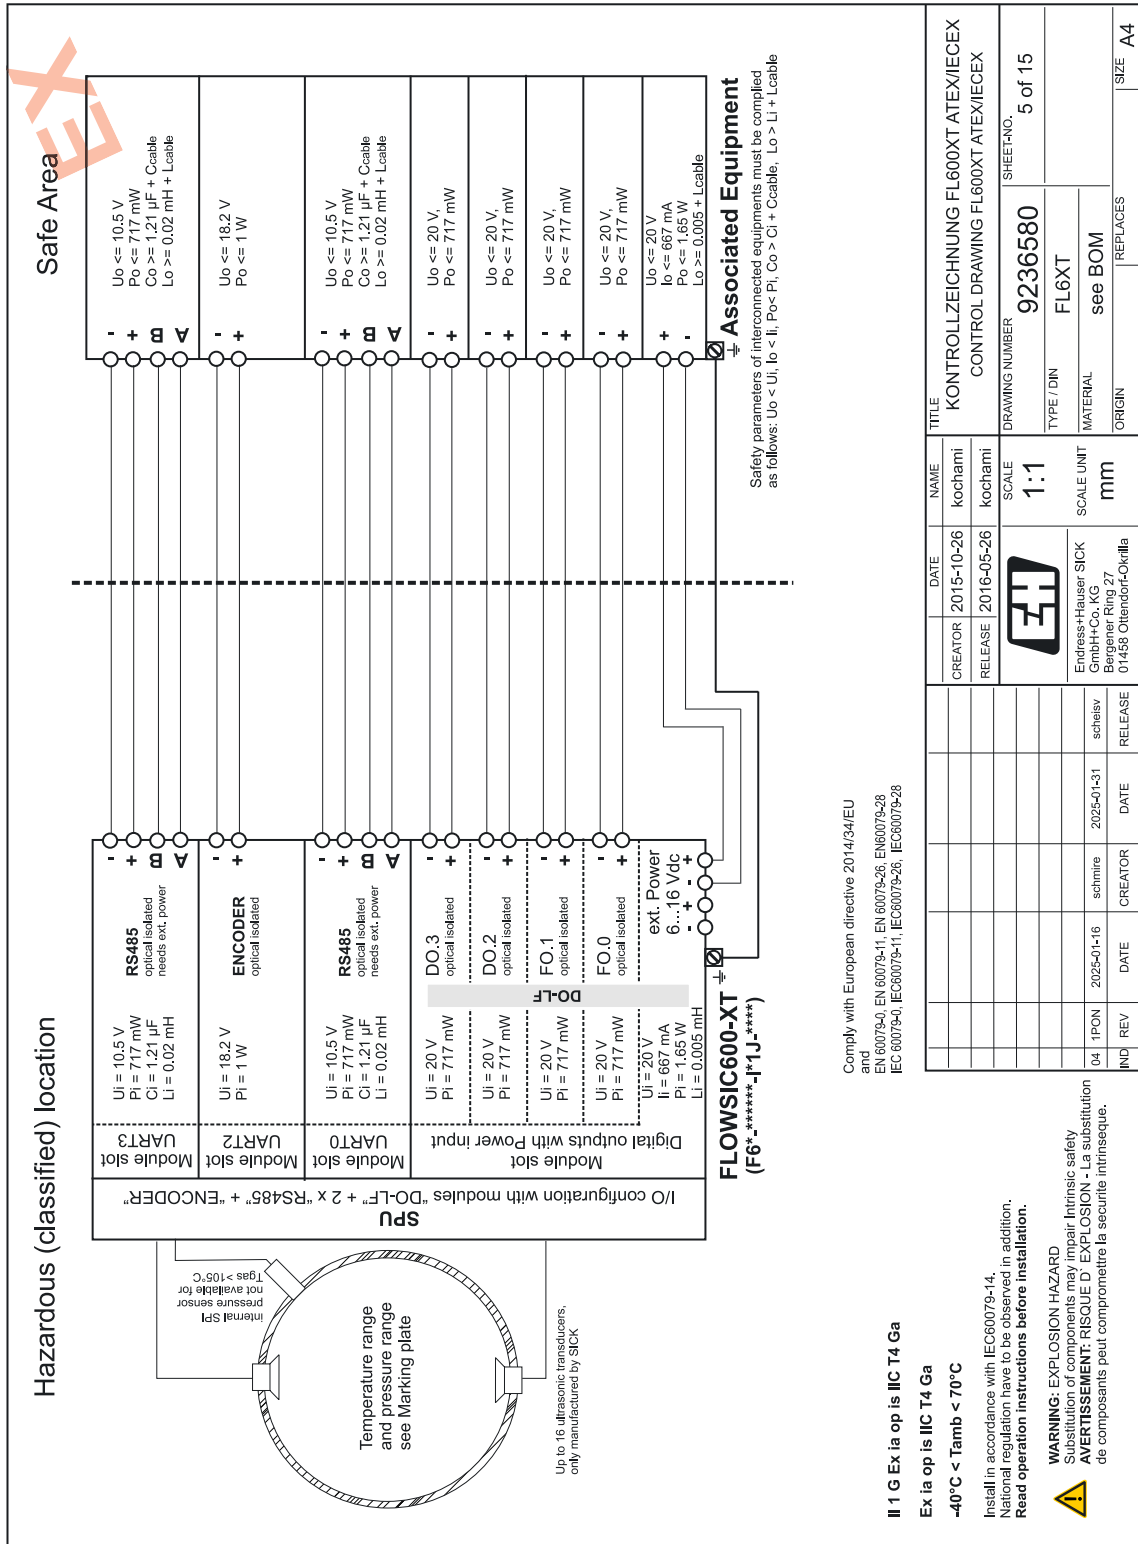 Hazardous (classified) location
Safe Area
EX
internal SPI
pressure sensor
not available for
Tgas >105°C
Temperature range
and pressure range
see Marking plate
Up to 16 ultrasonic transducers,
only manufactured by SICK
SPU
I/O configuration with modules "DO-LF" + 2 x "RS485" + "ENCODER"
Module slot
UART3
Ui = 10.5 V
Pi = 717 mW
Ci = 1.21 µF
Li = 0.02 mH
RS485
optical isolated
needs ext. power
-
+
B
A
Module slot
UART2
Ui = 18.2 V
Pi = 1 W
ENCODER
optical isolated
-
+
Module slot
UART0
Ui = 10.5 V
Pi = 717 mW
Ci = 1.21 µF
Li = 0.02 mH
RS485
optical isolated
needs ext. power
-
+
B
A
Module slot
Digital outputs with Power input
DO-LF
Ui = 20 V
Pi = 717 mW
DO.3
optical isolated
-
+
Ui = 20 V
Pi = 717 mW
DO.2
optical isolated
-
+
Ui = 20 V
Pi = 717 mW
FO.1
optical isolated
-
+
Ui = 20 V
Pi = 717 mW
FO.0
optical isolated
-
+
Ui = 20 V
Ii = 667 mA
Pi = 1.65 W
Li = 0.005 mH
ext. Power
6...16 Vdc
- + - +
FLOWSIC600-XT
(F6*-******-I*1J-****)
-
+
B
A
Uo <= 10.5 V
Po <= 717 mW
Co >= 1.21 µF + Ccable
Lo >= 0.02 mH + Lcable
-
+
Uo <= 18.2 V
Po <= 1 W
-
+
B
A
Uo <= 10.5 V
Po <= 717 mW
Co >= 1.21 µF + Ccable
Lo >= 0.02 mH + Lcable
-
+
Uo <= 20 V,
Po <= 717 mW
-
+
Uo <= 20 V,
Po <= 717 mW
-
+
Uo <= 20 V,
Po <= 717 mW
-
+
Uo <= 20 V,
Po <= 717 mW
+
-
Uo <= 20 V
Io <= 667 mA
Po <= 1.65 W
Lo >= 0.005 + Lcable
Associated Equipment
Safety parameters of interconnected equipments must be complied
as follows: Uo < Ui, Io < Ii, Po< Pi, Co > Ci + Ccable, Lo > Li + Lcable
Comply with European directive 2014/34/EU
and
EN 60079-0, EN 60079-11, EN 60079-26, EN60079-28
IEC 60079-0, IEC60079-11, IEC60079-26, IEC60079-28
II 1 G Ex ia op is IIC T4 Ga
Ex ia op is IIC T4 Ga
-40°C < Tamb < 70°C
Install in accordance with IEC60079-14.
National regulation have to be observed in addition.
Read operation instructions before installation.
WARNING: EXPLOSION HAZARD
Substitution of components may impair Intrinsic safety
AVERTISSEMENT: RISQUE D' EXPLOSION - La substitution
de composants peut compromettre la securite intrinseque.
04 1PON 2025-01-16 schmire 2025-01-31 scheisv
IND REV DATE CREATOR DATE RELEASE
DATE NAME
CREATOR 2015-10-26 kochami
RELEASE 2016-05-26 kochami
EH
Endress+Hauser SICK
GmbH+Co. KG
Bergener Ring 27
01458 Ottendorf-Okrilla
SCALE
1:1
SCALE UNIT
mm
TITLE
KONTROLLZEICHNUNG FL600XT ATEX/IECEX
CONTROL DRAWING FL600XT ATEX/IECEX
DRAWING NUMBER
9236580
SHEET-NO.
5 of 15
TYPE / DIN
FL6XT
MATERIAL
see BOM
ORIGIN
REPLACES
SIZE
A4